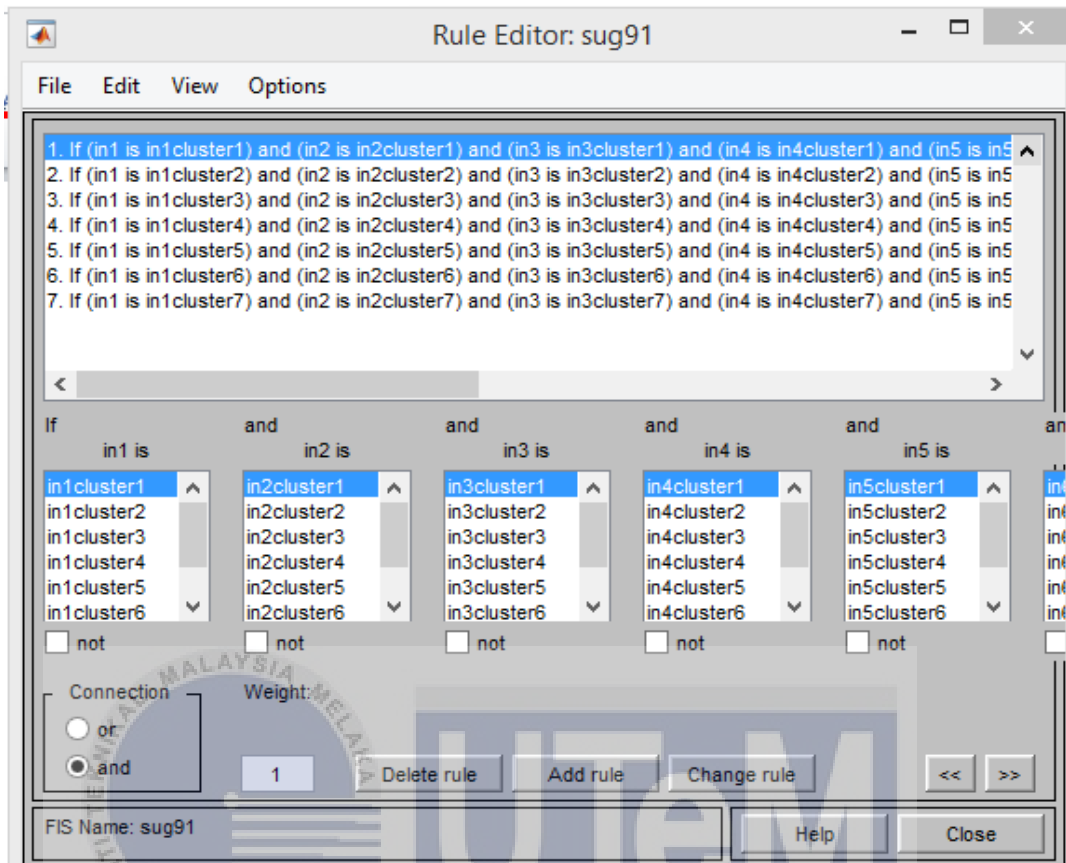 Rule Editor: sug91
File Edit View Options
1. If (in1 is in1cluster1) and (in2 is in2cluster1) and (in3 is in3cluster1) and (in4 is in4cluster1) and (in5 is in5
2. If (in1 is in1cluster2) and (in2 is in2cluster2) and (in3 is in3cluster2) and (in4 is in4cluster2) and (in5 is in5
3. If (in1 is in1cluster3) and (in2 is in2cluster3) and (in3 is in3cluster3) and (in4 is in4cluster3) and (in5 is in5
4. If (in1 is in1cluster4) and (in2 is in2cluster4) and (in3 is in3cluster4) and (in4 is in4cluster4) and (in5 is in5
5. If (in1 is in1cluster5) and (in2 is in2cluster5) and (in3 is in3cluster5) and (in4 is in4cluster5) and (in5 is in5
6. If (in1 is in1cluster6) and (in2 is in2cluster6) and (in3 is in3cluster6) and (in4 is in4cluster6) and (in5 is in5
7. If (in1 is in1cluster7) and (in2 is in2cluster7) and (in3 is in3cluster7) and (in4 is in4cluster7) and (in5 is in5
If and and and and
in1 is in2 is in3 is in4 is in5 is
in1cluster1 in2cluster1 in3cluster1 in4cluster1 in5cluster1
in1cluster2 in2cluster2 in3cluster2 in4cluster2 in5cluster2
in1cluster3 in2cluster3 in3cluster3 in4cluster3 in5cluster3
in1cluster4 in2cluster4 in3cluster4 in4cluster4 in5cluster4
in1cluster5 in2cluster5 in3cluster5 in4cluster5 in5cluster5
in1cluster6 in2cluster6 in3cluster6 in4cluster6 in5cluster6
not not not not not
Connection Weight:
or
and 1 Delete rule Add rule Change rule << >>
FIS Name: sug91 Help Close
MALAYSIA MELAKA
UTeM